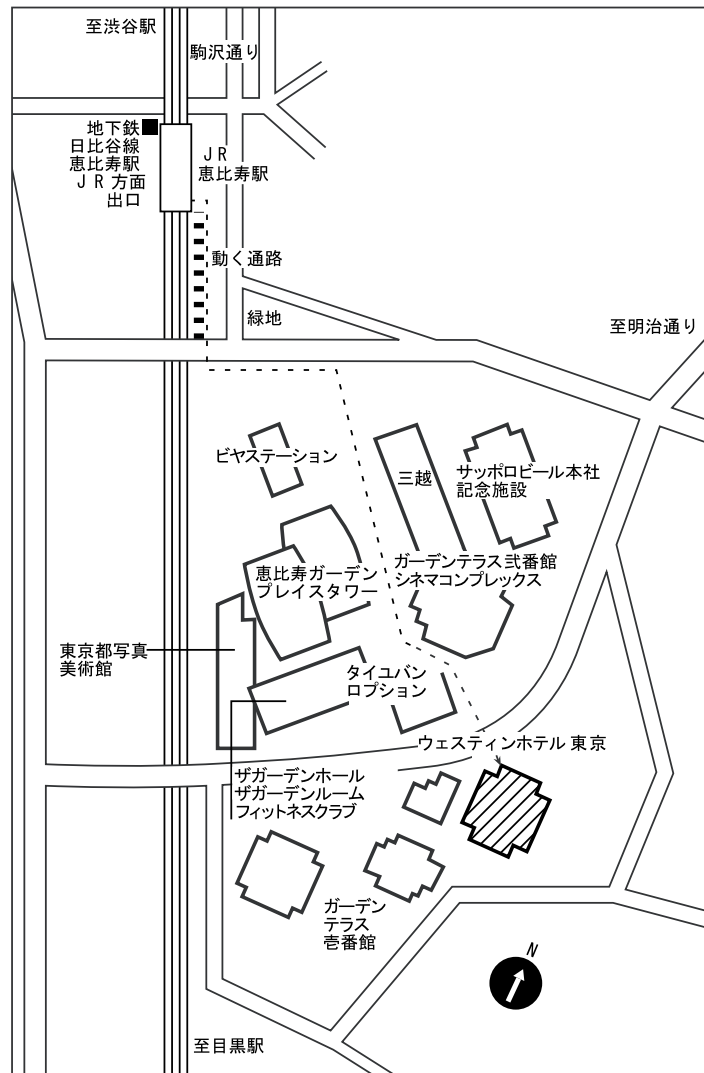 至渋谷駅
駒沢通り
地下鉄
日比谷線
恵比寿駅
JR 方面
出口
JR
恵比寿駅
動く通路
緑地
至明治通り
ビヤステーション
三越
サッポロビール本社
記念施設
恵比寿ガーデン
プレイスタワー
ガーデンテラス弐番館
シネマコンプレックス
東京都写真
美術館
タイユバン
ロブション
ウェスティンホテル東京
ザガーデンホール
ザガーデンルーム
フィットネスクラブ
ガーデン
テラス
壱番館
N
至目黒駅